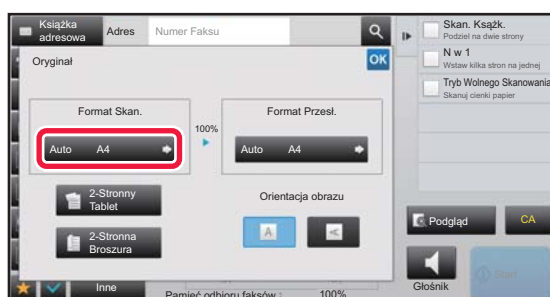 Książka
adresowa
Adres
Numer Faksu
Skan. Ksążk.
Podziel na dwie strony
N w 1
Wstaw kilka stron na jednej
Tryb Wolnego Skanowania
Skanuj cienki papier
Oryginał
OK
Format Skan.
100%
Format Przesł.
Auto A4
Auto A4
2-Stronny
Tablet
2-Stronna
Broszura
Orientacja obrazu
A
A
Podgląd
CA
Głośnik
Start
Inne
Pamięć odbioru faksów : 100%